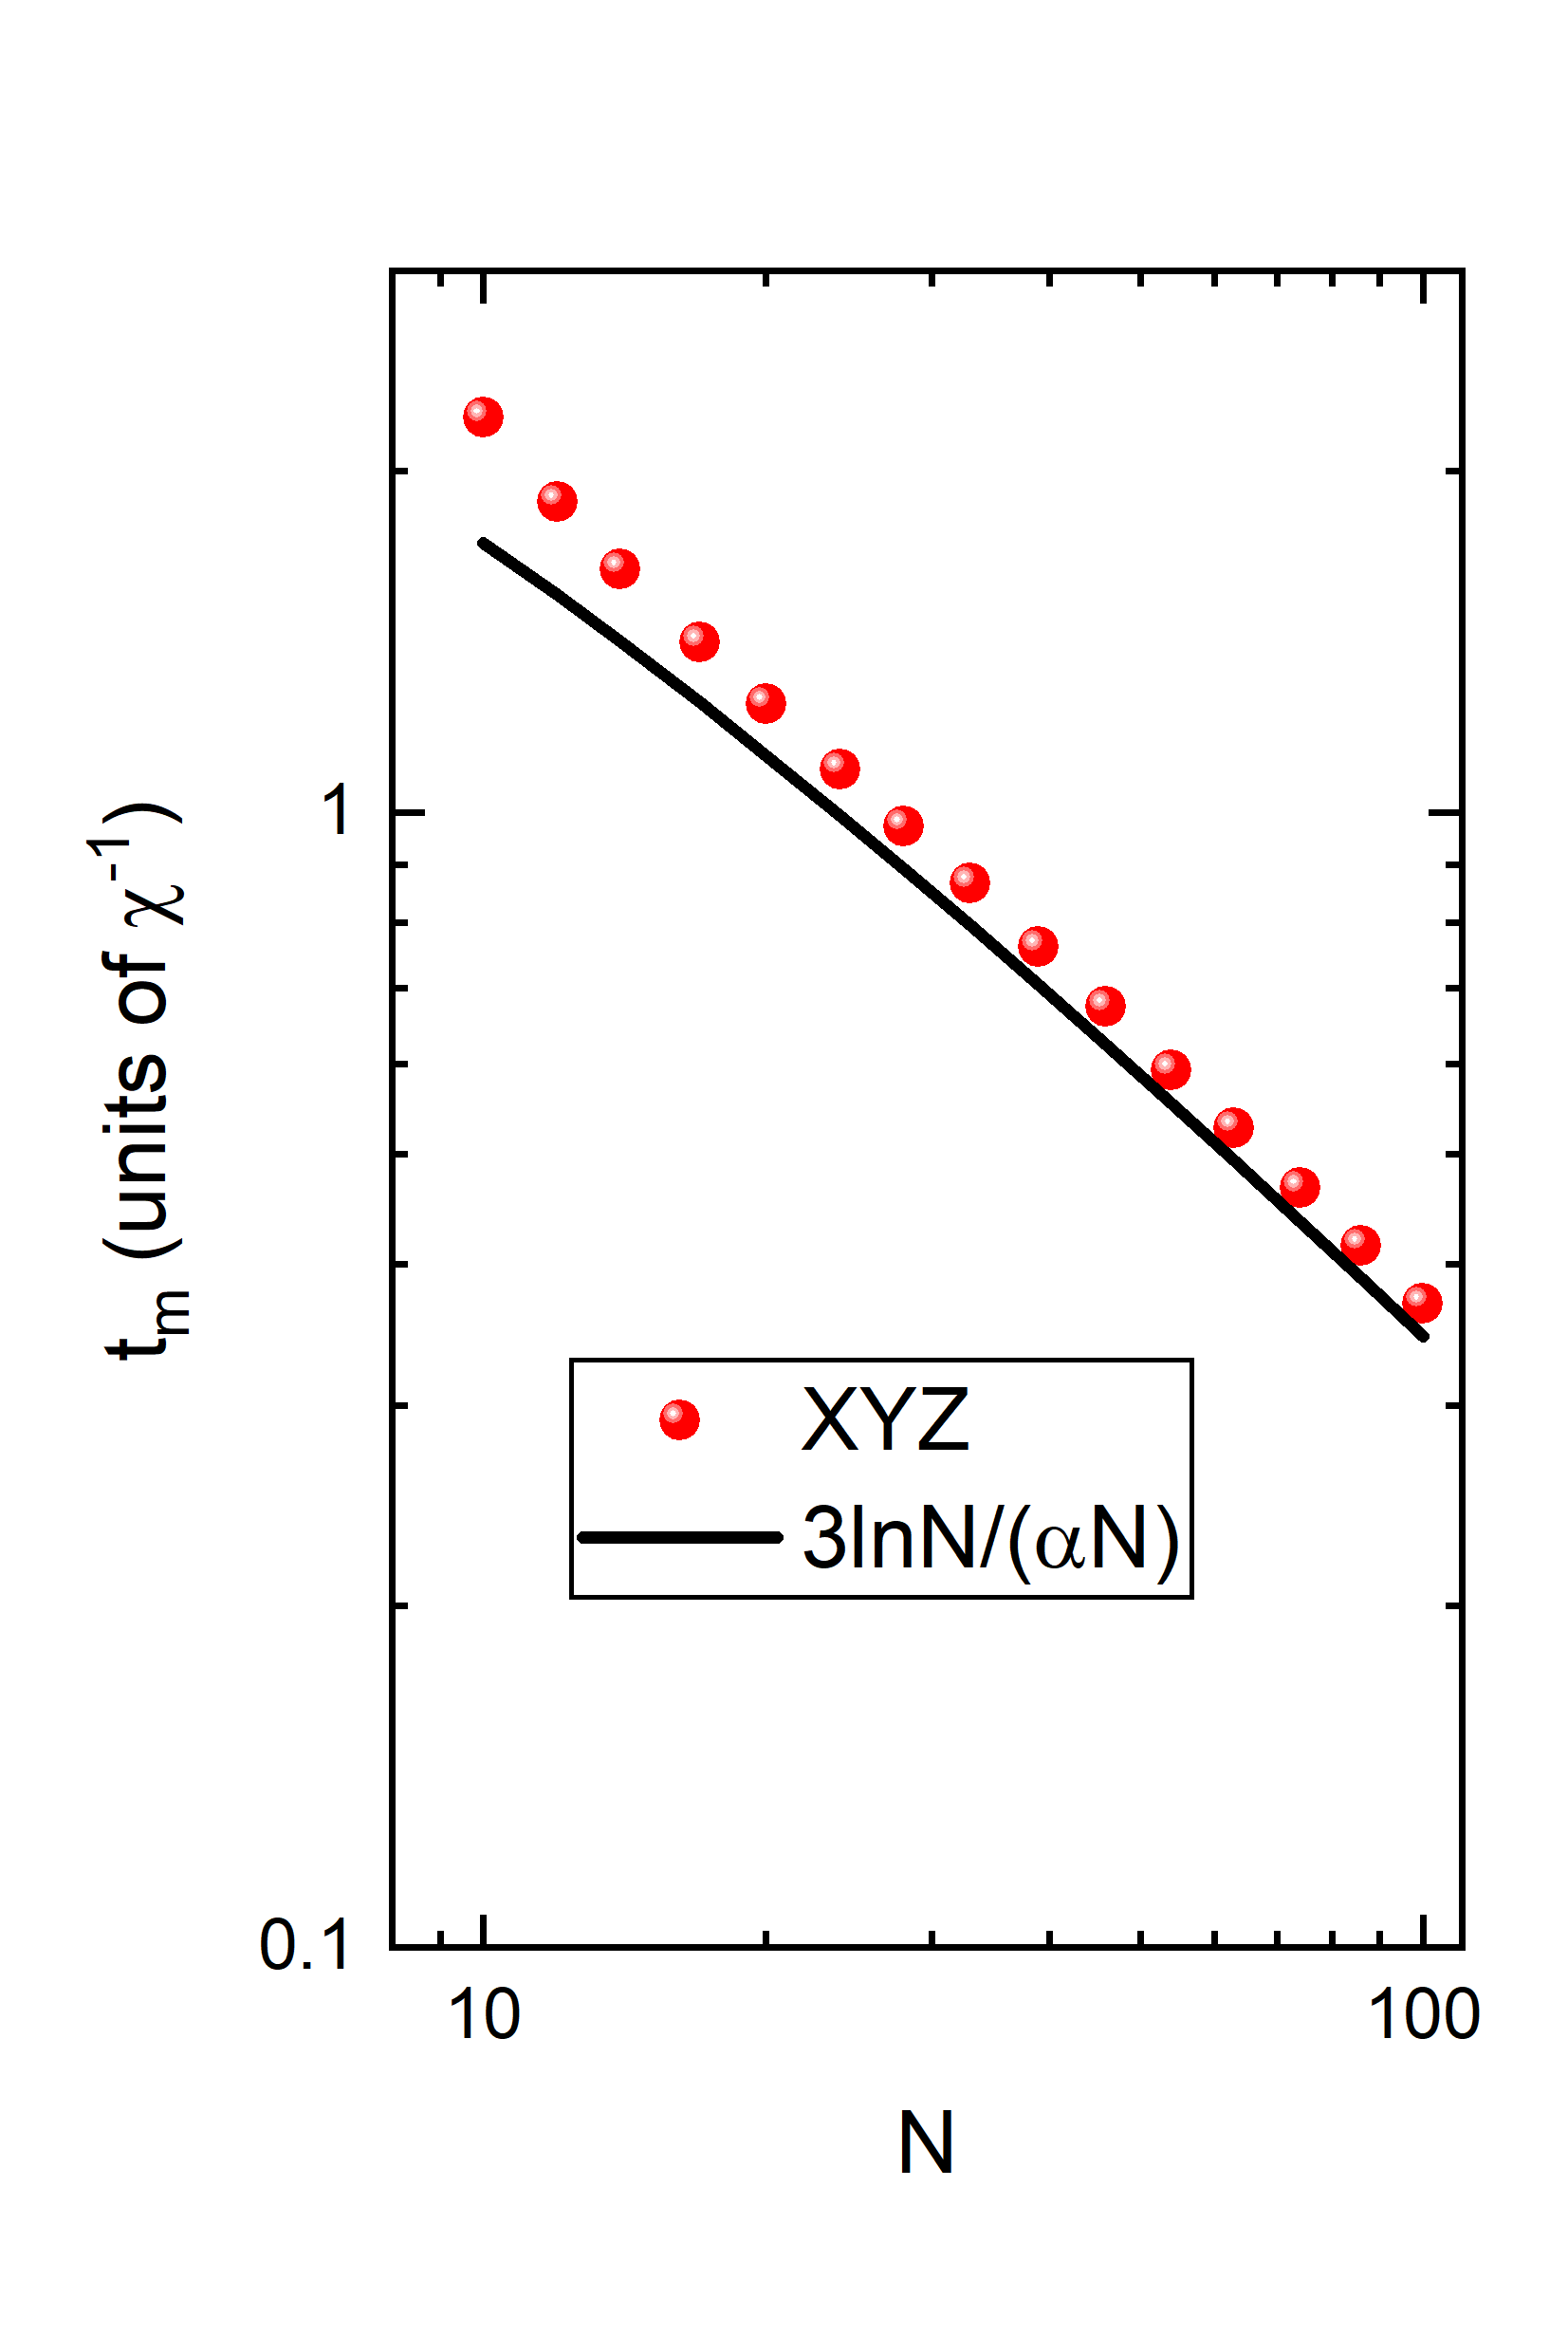 1
0.1
10
100
N
t_m (units of χ^-1)
XYZ
3lnN/(αN)